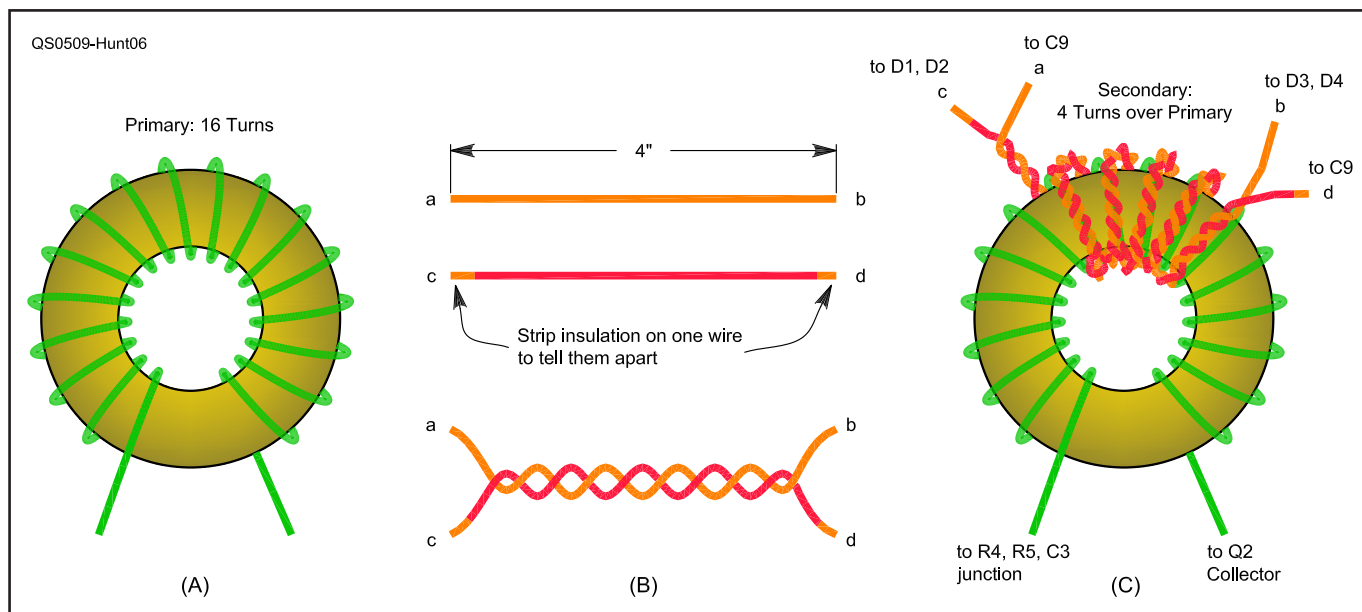 QS0509-Hunt06
Primary: 16 Turns
(A)
4"
a
b
c
d
Strip insulation on one wire
to tell them apart
a
b
c
d
(B)
to C9
a
to D1, D2
c
Secondary:
4 Turns over Primary
to D3, D4
b
to C9
d
to R4, R5, C3
junction
to Q2
Collector
(C)